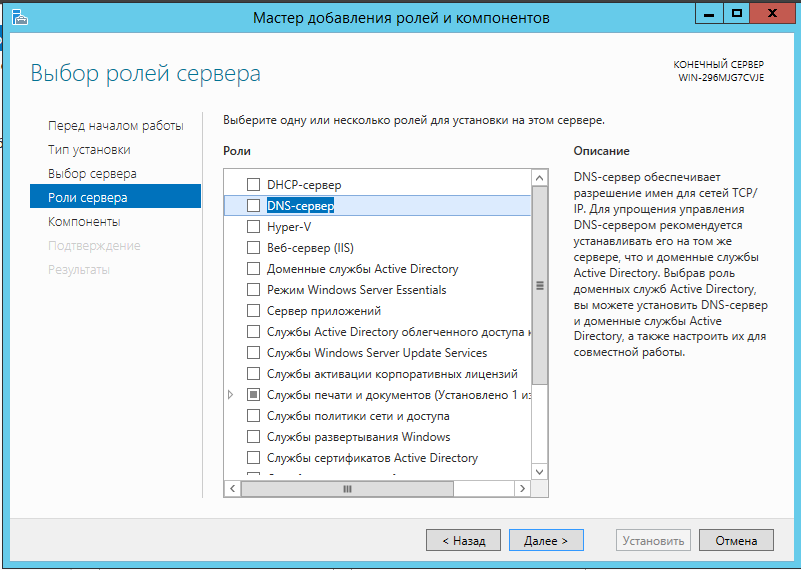 Мастер добавления ролей и компонентов
Выбор ролей сервера
КОНЕЧНЫЙ СЕРВЕР
WIN-296MJG7CVJE
Перед началом работы
Тип установки
Выбор сервера
Роли сервера
Компоненты
Подтверждение
Результаты
Выберите одну или несколько ролей для установки на этом сервере.
Роли
DHCP-сервер
DNS-сервер
Hyper-V
Веб-сервер (IIS)
Доменные службы Active Directory
Режим Windows Server Essentials
Сервер приложений
Службы Active Directory облегченного доступа
Службы Windows Server Update Services
Службы активации корпоративных лицензий
Службы печати и документов (Установлено 1 из
Службы политики сети и доступа
Службы развертывания Windows
Службы сертификатов Active Directory
Описание
DNS-сервер обеспечивает
разрешение имен для сетей TCP/
IP. Для упрощения управления
DNS-сервером рекомендуется
устанавливать его на том же
сервере, что и доменные службы
Active Directory. Выбрав роль
доменных служб Active Directory,
вы можете установить DNS-сервер
и доменные службы Active
Directory, а также настроить их для
совместной работы.
< Назад
Далее >
Установить
Отмена